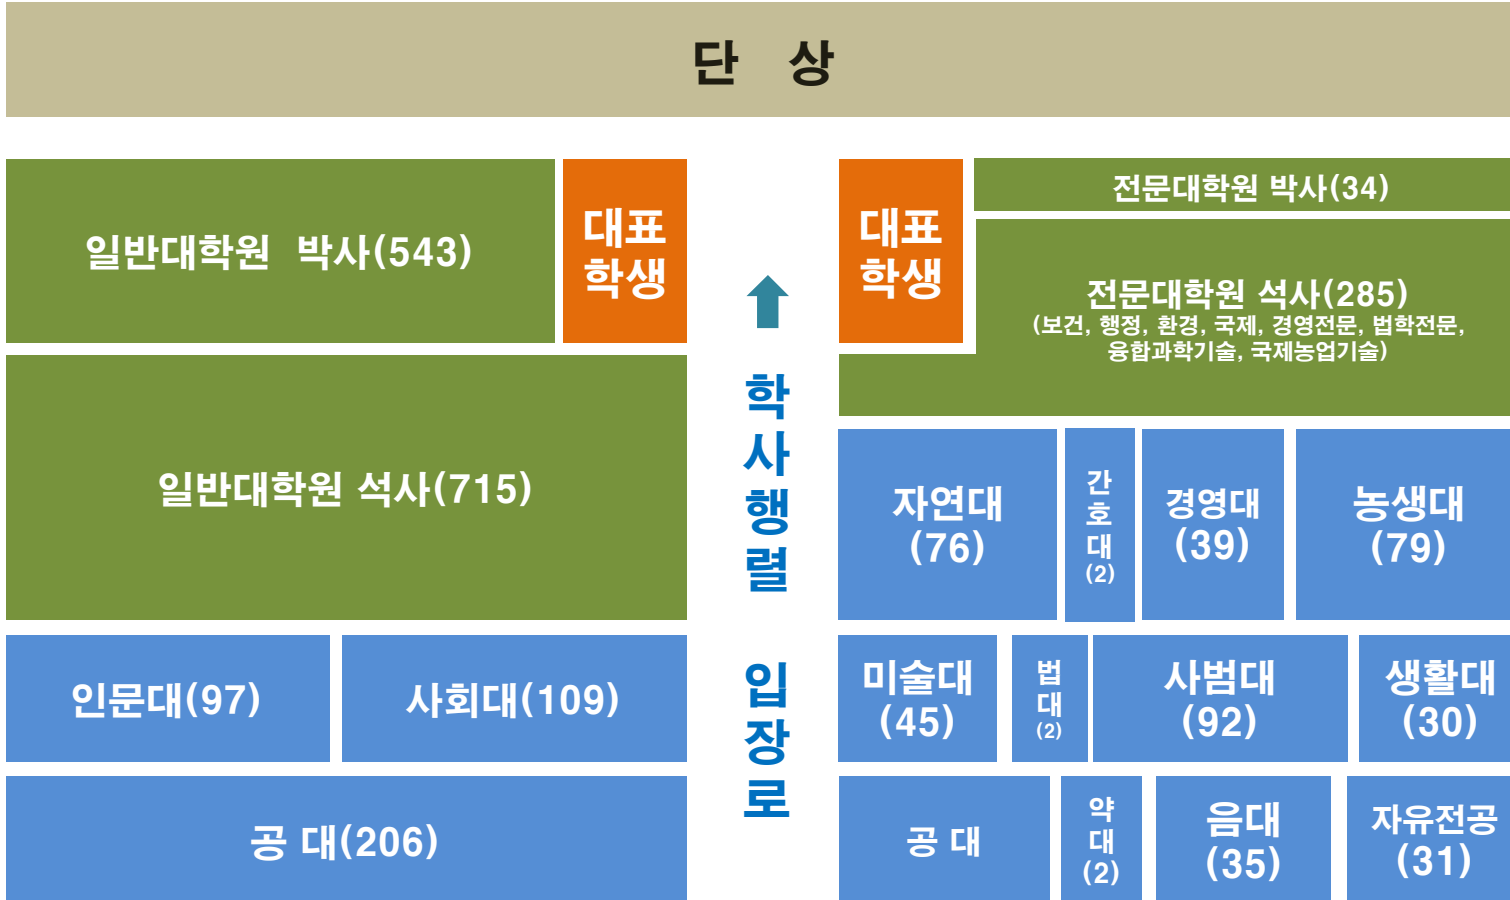 단 상
일반대학원 박사(543)
대표
학생
대표
학생
전문대학원 박사(34)
전문대학원 석사(285)
(보건, 행정, 환경, 국제, 경영전문, 법학전문,
융합과학기술, 국제농업기술)
일반대학원 석사(715)
학
사
행
렬
입
장
로
자연대
(76)
간
호
대
(2)
경영대
(39)
농생대
(79)
인문대(97)
사회대(109)
미술대
(45)
법
대
(2)
사범대
(92)
생활대
(30)
공 대(206)
공 대
약
대
(2)
음대
(35)
자유전공
(31)